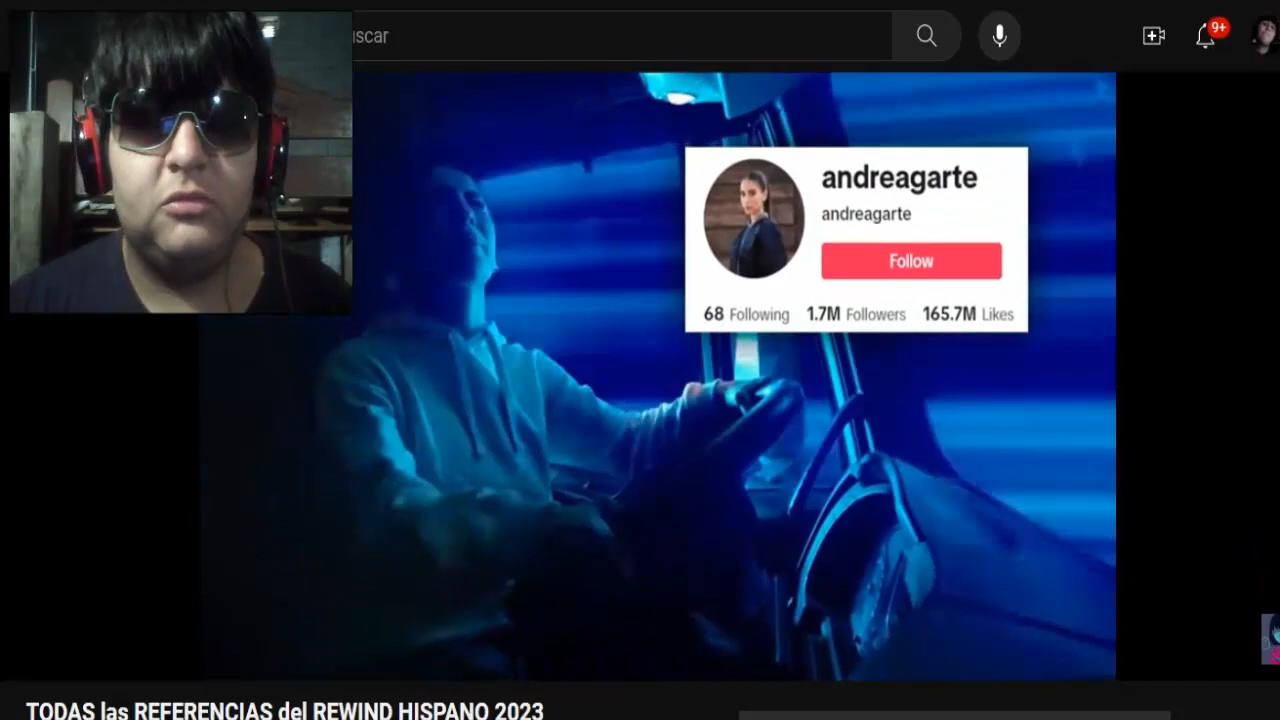 scar
9+
andreagarte
andreagarte
Follow
68 Following 1.7M Followers 165.7M Likes
TODAS las REFERENCIAS del REWIND HISPANO 2023